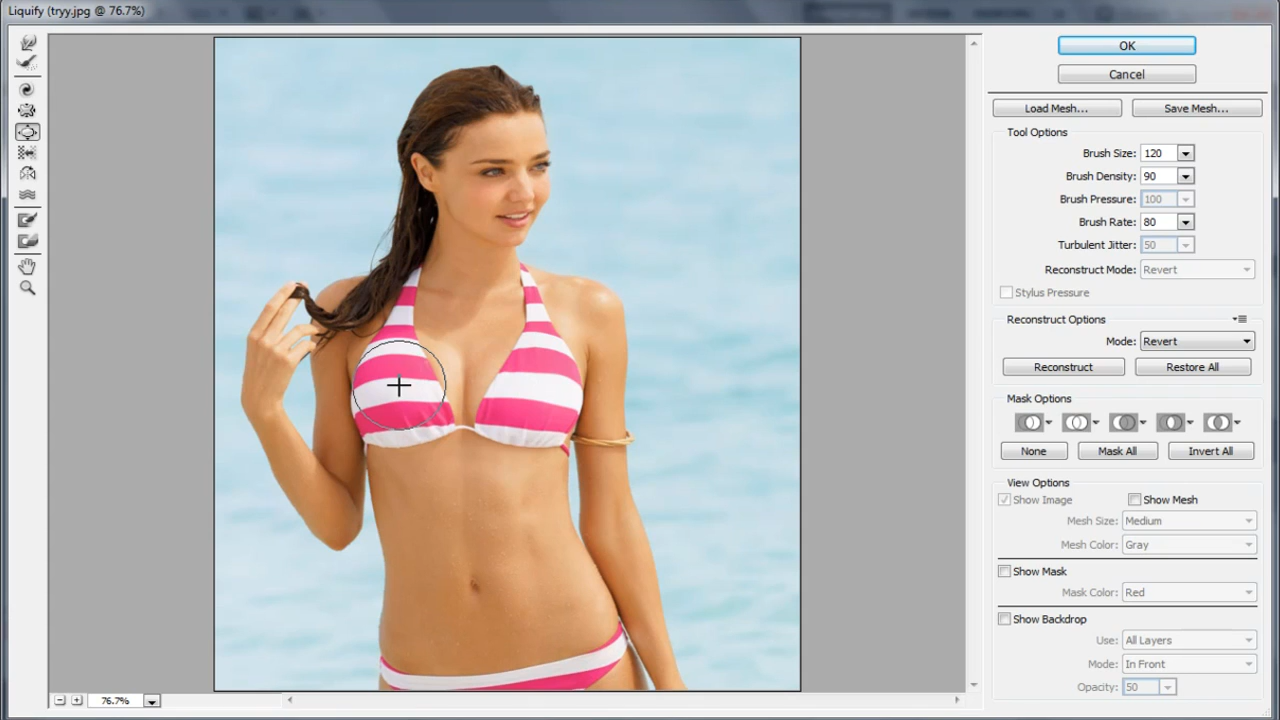 Liquify (tryy.jpg @ 76.7%)
OK
Cancel
Load Mesh... Save Mesh...
Tool Options
Brush Size: 120
Brush Density: 90
Brush Pressure: 100
Brush Rate: 80
Turbulent Jitter: 50
Reconstruct Mode: Revert
Stylus Pressure
Reconstruct Options
Mode: Revert
Reconstruct Restore All
Mask Options
None Mask All Invert All
View Options
Show Image Show Mesh
Mesh Size: Medium
Mesh Color: Gray
Show Mask
Mask Color: Red
Show Backdrop
Use: All Layers
Mode: In Front
Opacity: 50
76.7%